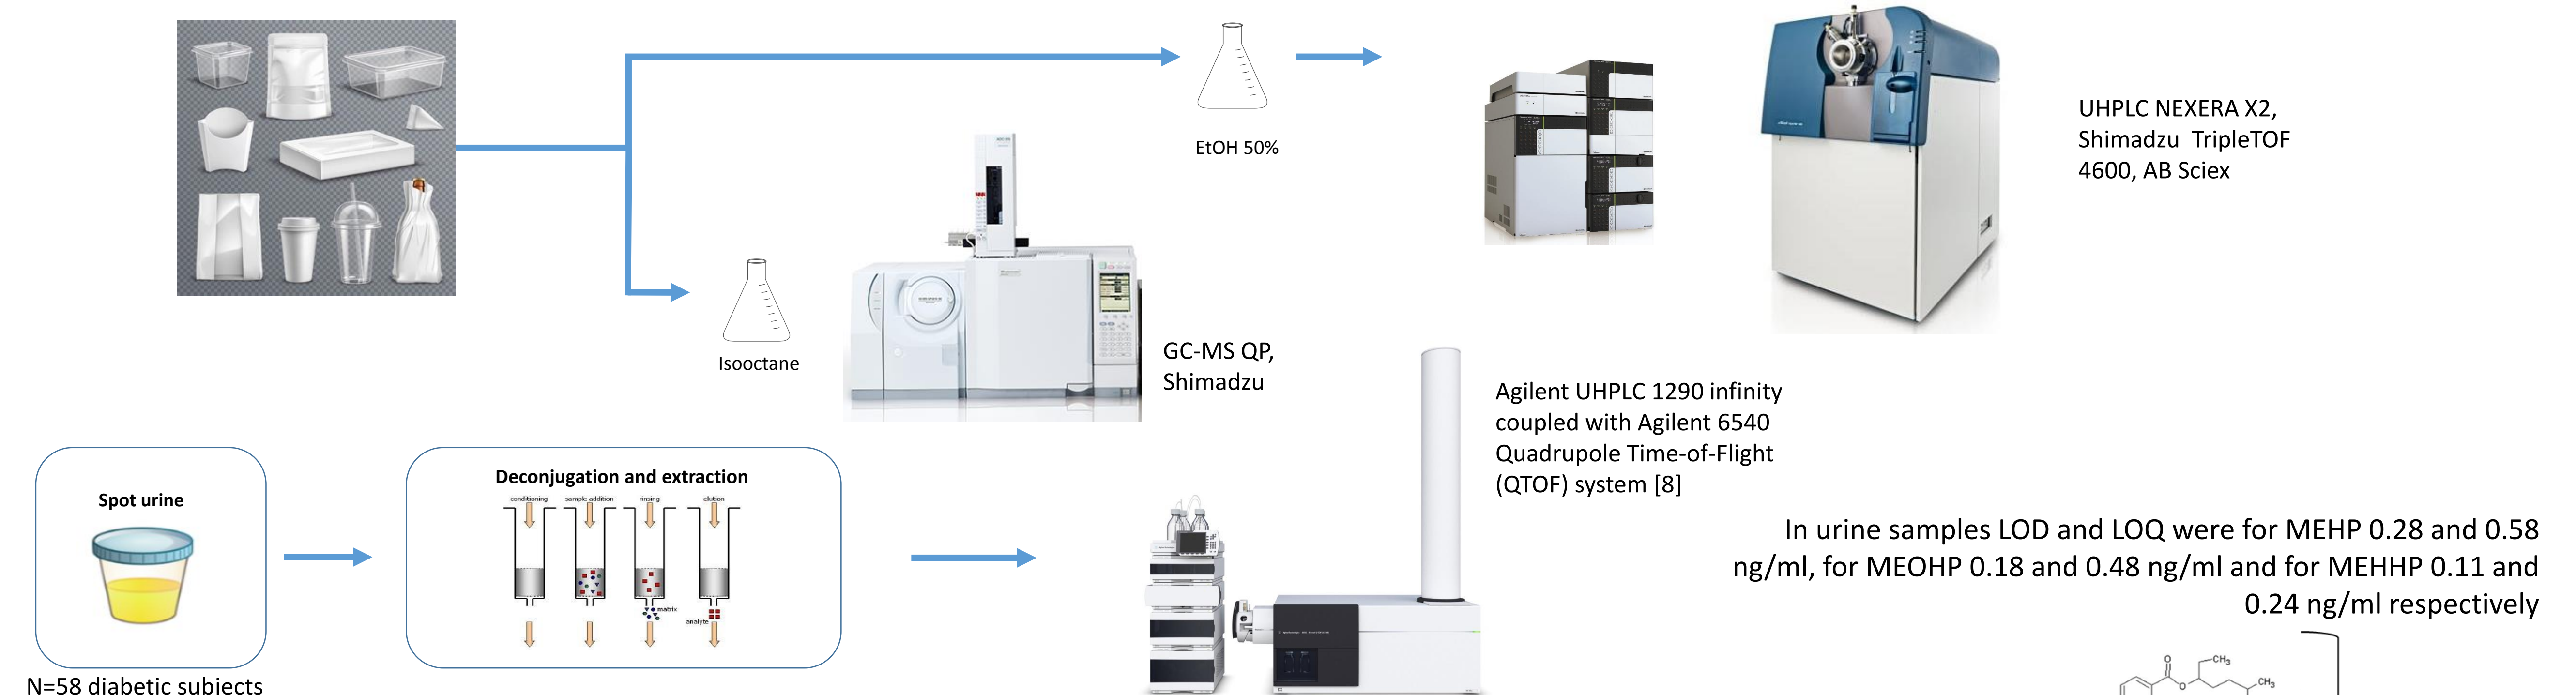 EtOH 50%
UHPLC NEXERA X2,
Shimadzu TripleTOF
4600, AB Sciex
Isooctane
GC-MS QP,
Shimadzu
Agilent UHPLC 1290 infinity
coupled with Agilent 6540
Quadrupole Time-of-Flight
(QTOF) system [8]
Spot urine
N=58 diabetic subjects
Deconjugation and extraction
conditioning
sample addition
rinsing
elution
matrix
analyte
In urine samples LOD and LOQ were for MEHP 0.28 and 0.58
ng/ml, for MEOHP 0.18 and 0.48 ng/ml and for MEHHP 0.11 and
0.24 ng/ml respectively
O
CH₃
O
CH₃